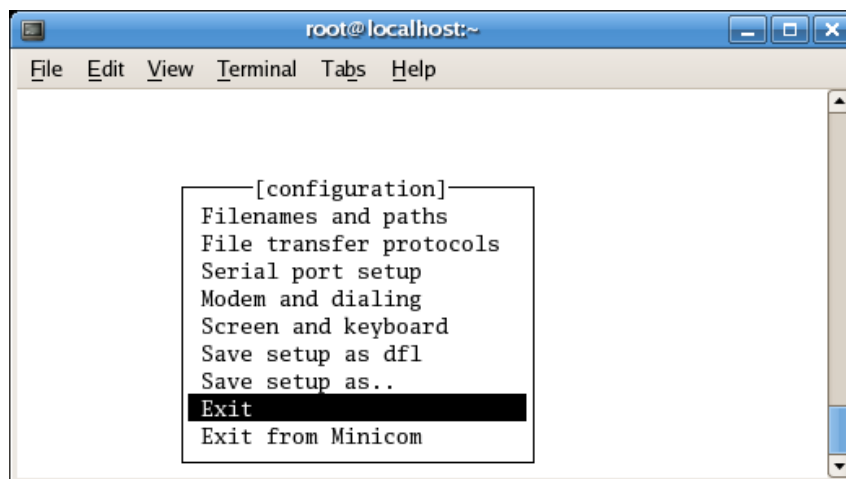 root@localhost:~
File Edit View Terminal Tabs Help
[configuration]
Filenames and paths
File transfer protocols
Serial port setup
Modem and dialing
Screen and keyboard
Save setup as dfl
Save setup as..
Exit
Exit from Minicom